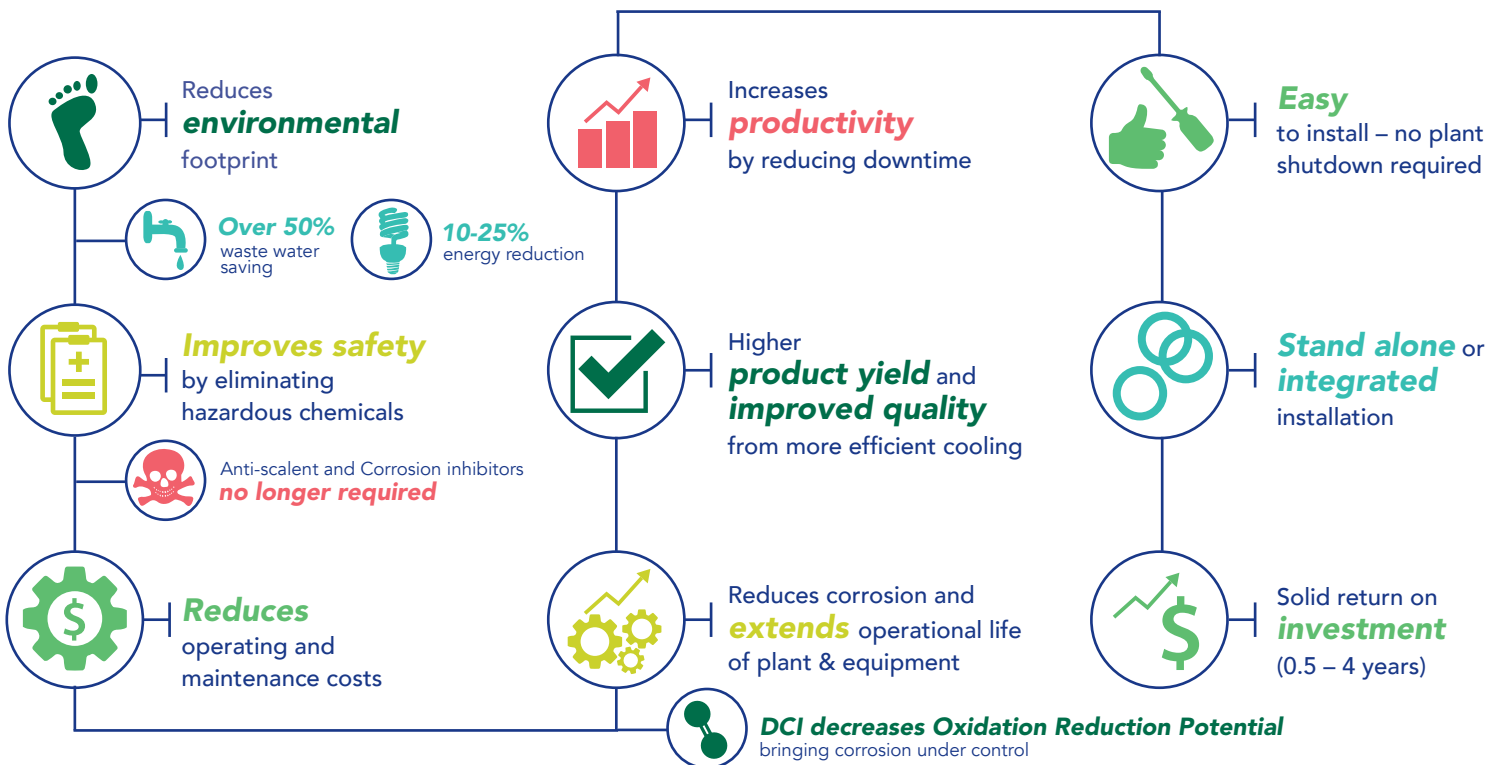 Reduces
environmental
footprint
Over 50%
waste water
saving
10-25%
energy reduction
Improves safety
by eliminating
hazardous chemicals
Anti-scalent and Corrosion inhibitors
no longer required
$
Reduces
operating and
maintenance costs
Increases
productivity
by reducing downtime
Higher
product yield and
improved quality
from more efficient cooling
Reduces corrosion and
extends operational life
of plant & equipment
DCI decreases Oxidation Reduction Potential
bringing corrosion under control
Easy
to install – no plant
shutdown required
Stand alone or
integrated
installation
$
Solid return on
investment
(0.5 – 4 years)